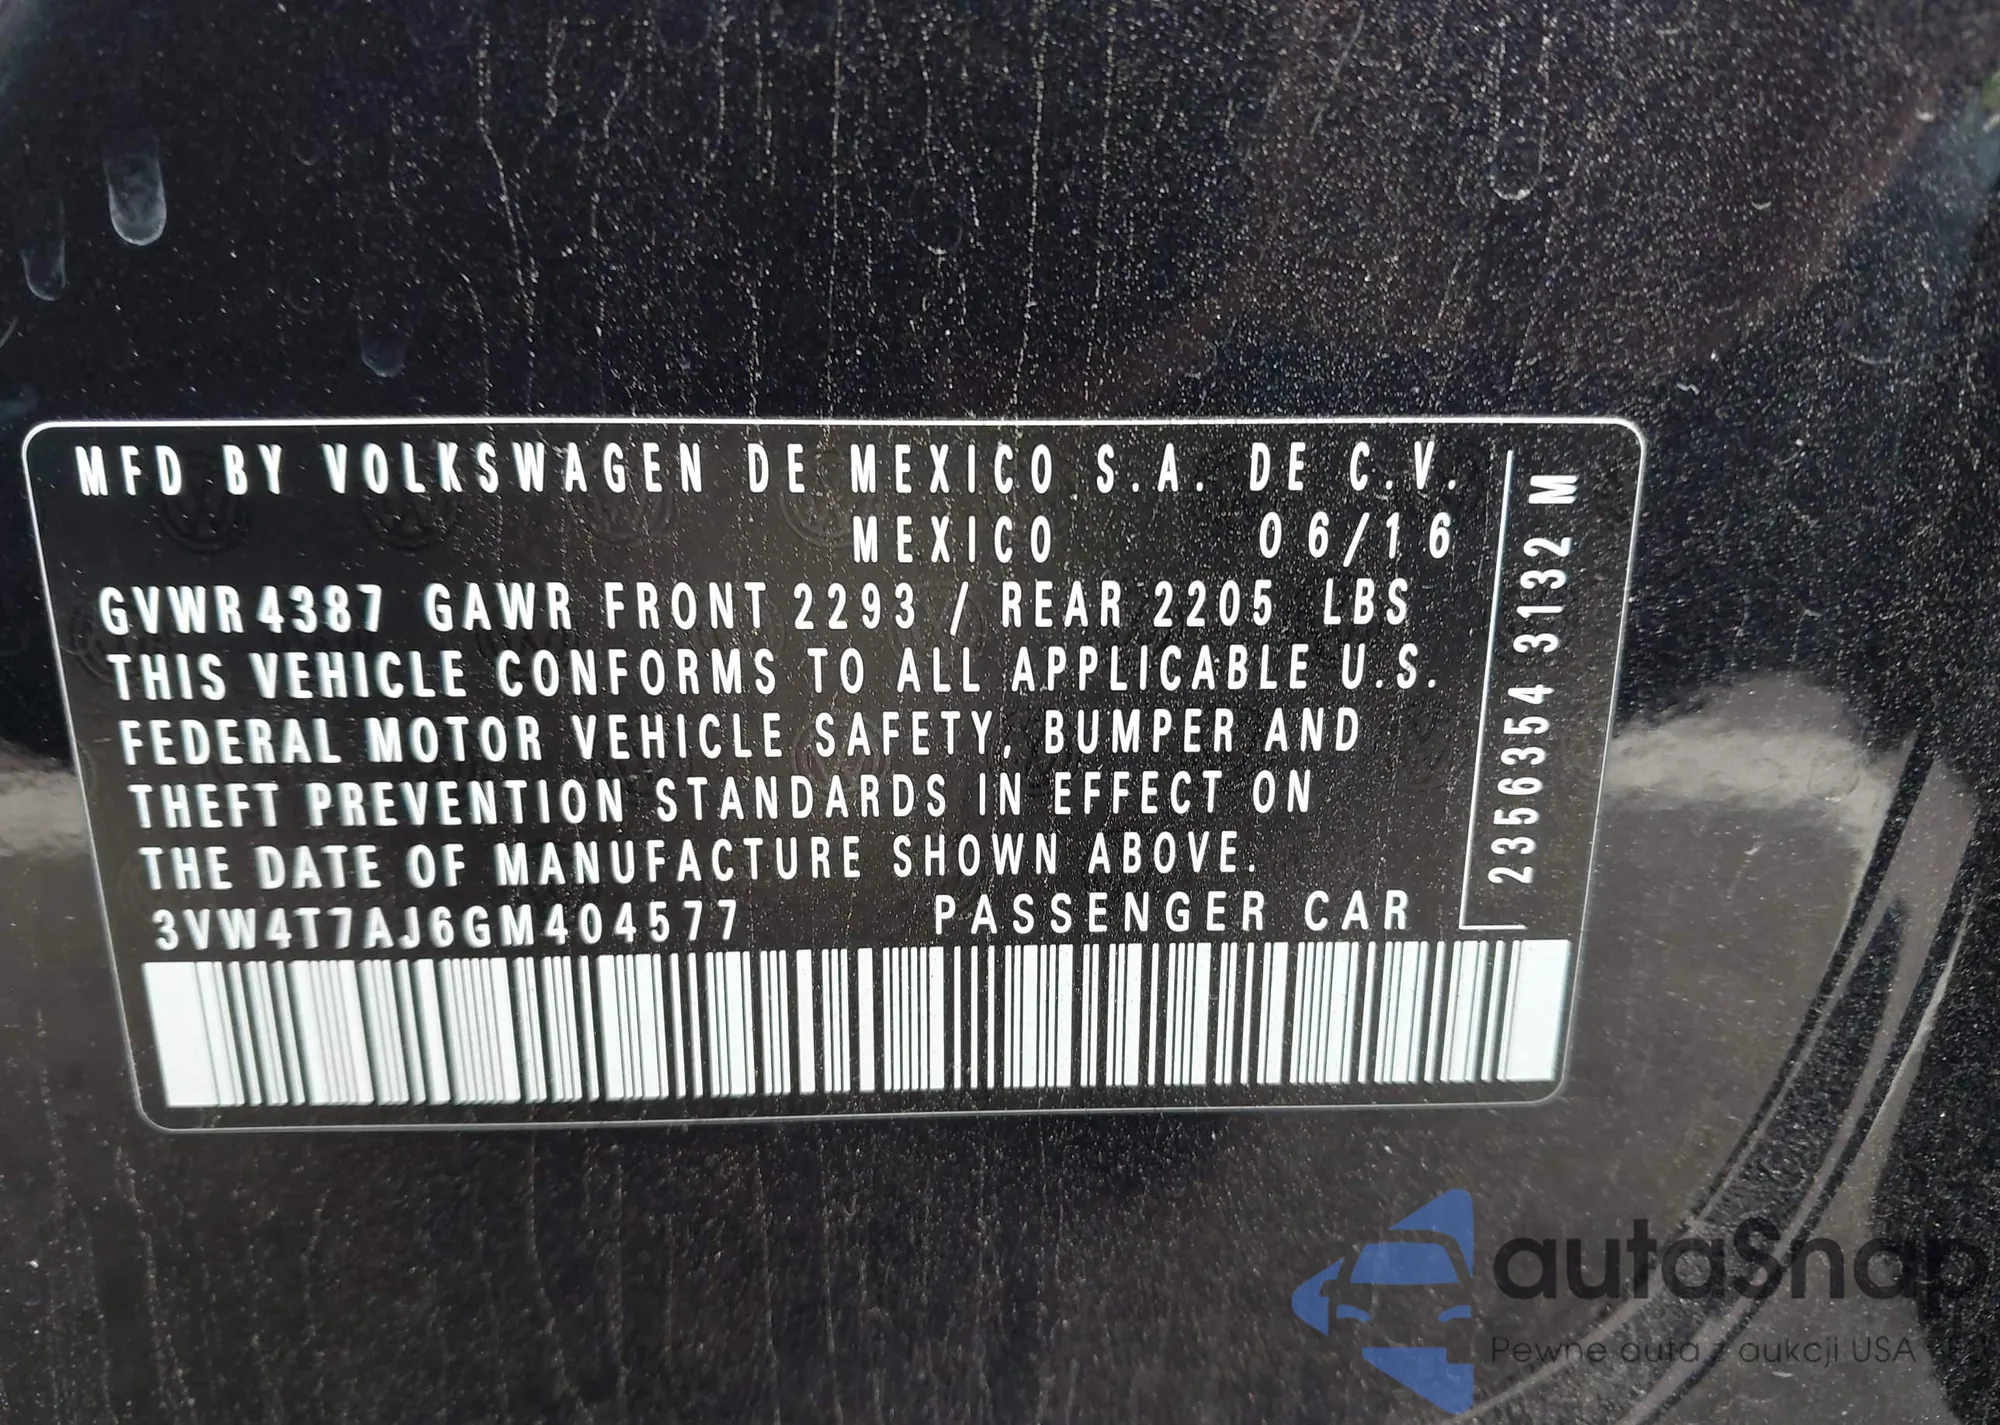 MFD BY VOLKSWAGEN DE MEXICO S.A. DE C.V.
MEXICO 06/16
GVWR 4387 GAWR FRONT 2293 / REAR 2205 LBS
THIS VEHICLE CONFORMS TO ALL APPLICABLE U.S.
FEDERAL MOTOR VEHICLE SAFETY, BUMPER AND
THEFT PREVENTION STANDARDS IN EFFECT ON
THE DATE OF MANUFACTURE SHOWN ABOVE.
3VW4T7AJ6GM404577 PASSENGER CAR
2356354 3132 M
autaSnap
Pewne auta z aukcji USA